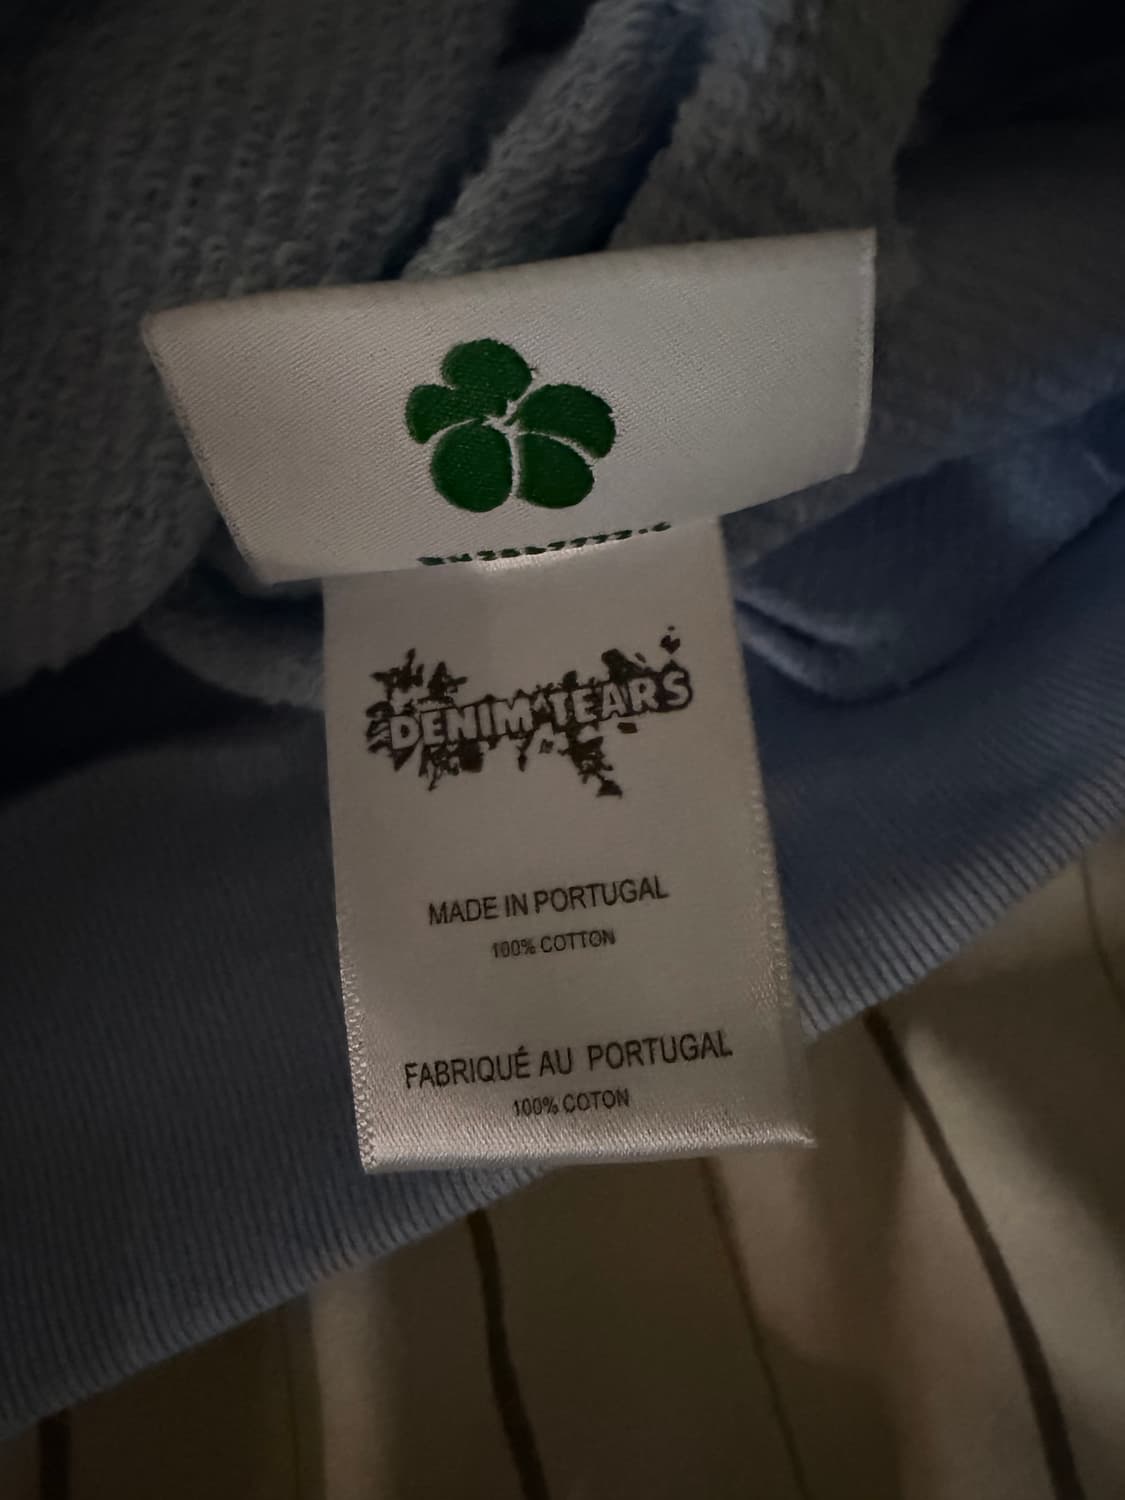 DENIM TEARS
MADE IN PORTUGAL
100% COTTON
FABRIQUÉ AU PORTUGAL
100% COTON